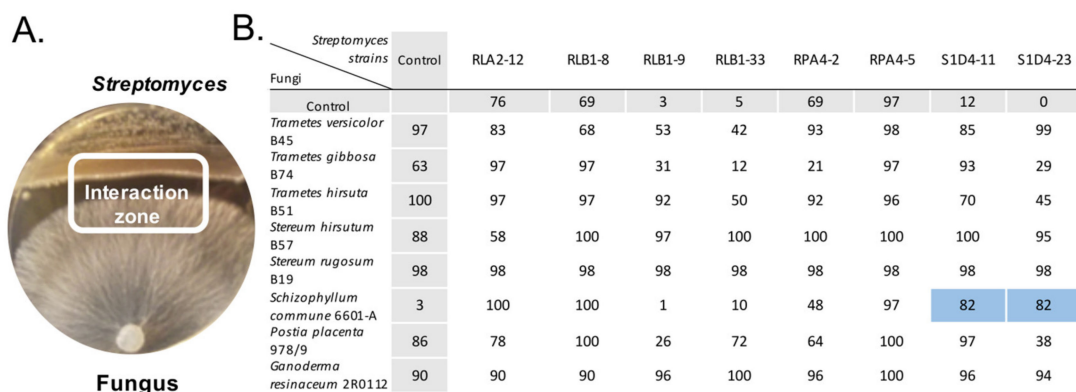 A.
Streptomyces
Interaction
zone
Fungus
B.
Streptomyces
strains
Fungi
Control RLA2-12 RLB1-8 RLB1-9 RLB1-33 RPA4-2 RPA4-5 S1D4-11 S1D4-23
Control 76 69 3 5 69 97 12 0
Trametes versicolor
B45
97 83 68 53 42 93 98 85 99
Trametes gibbosa
B74
63 97 97 31 12 21 97 93 29
Trametes hirsuta
B51
100 97 97 92 50 92 96 70 45
Stereum hirsutum
B57
88 58 100 97 100 100 100 100 95
Stereum rugosum
B19
98 98 98 98 98 98 98 98 98
Schizophyllum
commune 6601-A
3 100 100 1 10 48 97 82 82
Postia placenta
978/9
86 78 100 26 72 64 100 97 38
Ganoderma
resinaceum 2R0112
90 90 90 96 100 96 100 96 94